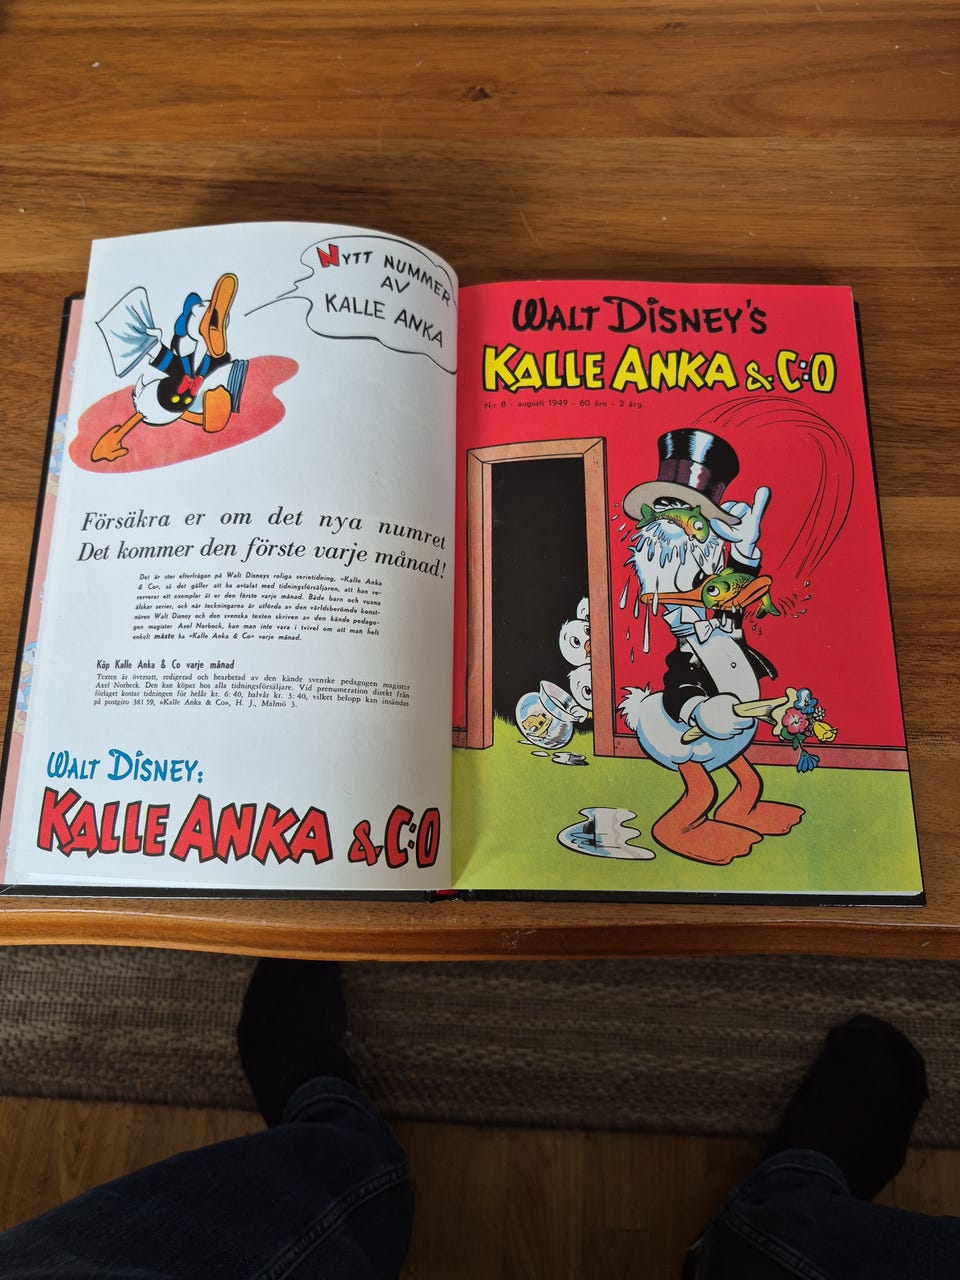 NYTT NUMMER
AV
KALLE ANKA
Försäkra er om det nya numret
Det kommer den förste varje månad!
Det är stor efterfrågan på Walt Disneys roliga serietidning, »Kalle Anka
& Co», så det gäller att ha avtalat med tidningsförsäljaren, att han re-
serverar ett exemplar åt er den förste varje månad. Både barn och vuxna
älskar serier, och när teckningarna är utförda av den världsberömde konst-
nären Walt Disney och den svenska texten skriven av den kände pedago-
gen magister Axel Norbeck, kan man inte vara i tvivel om att man helt
enkelt måste ha »Kalle Anka & Co» varje månad.
Köp Kalle Anka & Co varje månad
Texten är översatt, redigerad och bearbetad av den kände svenske pedagogen magister
Axel Norbeck. Den kan köpas hos alla tidningsförsäljare. Vid prenumeration direkt från
förlaget kostar tidningen för helår kr. 6:40, halvår kr. 3:40, vilket belopp kan insändas
på postgiro 381 59, »Kalle Anka & Co», H. J., Malmö 3.
WALT DISNEY:
KALLE ANKA & C:O
WALT DISNEY'S
KALLE ANKA & C:O
N:r 8 - augusti 1949 - 60 öre - 2 årg.